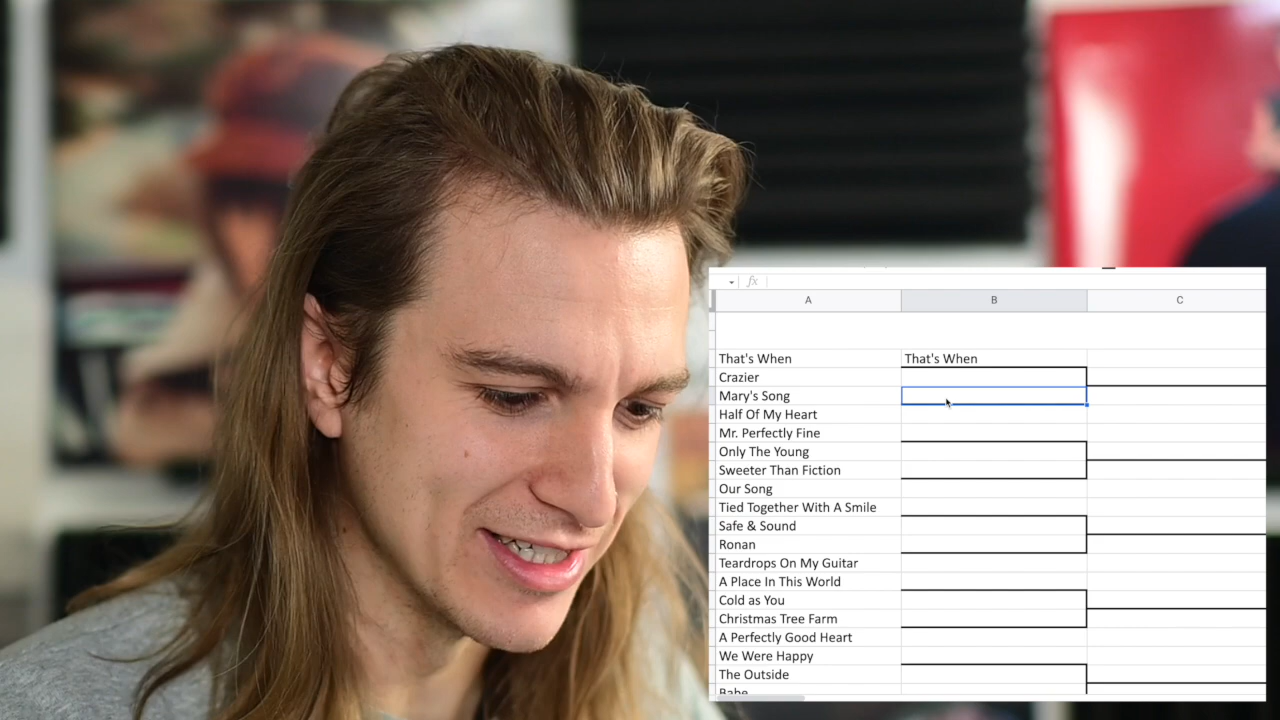 fx
A B C
That's When That's When
Crazier
Mary's Song
Half Of My Heart
Mr. Perfectly Fine
Only The Young
Sweeter Than Fiction
Our Song
Tied Together With A Smile
Safe & Sound
Ronan
Teardrops On My Guitar
A Place In This World
Cold as You
Christmas Tree Farm
A Perfectly Good Heart
We Were Happy
The Outside
Babe